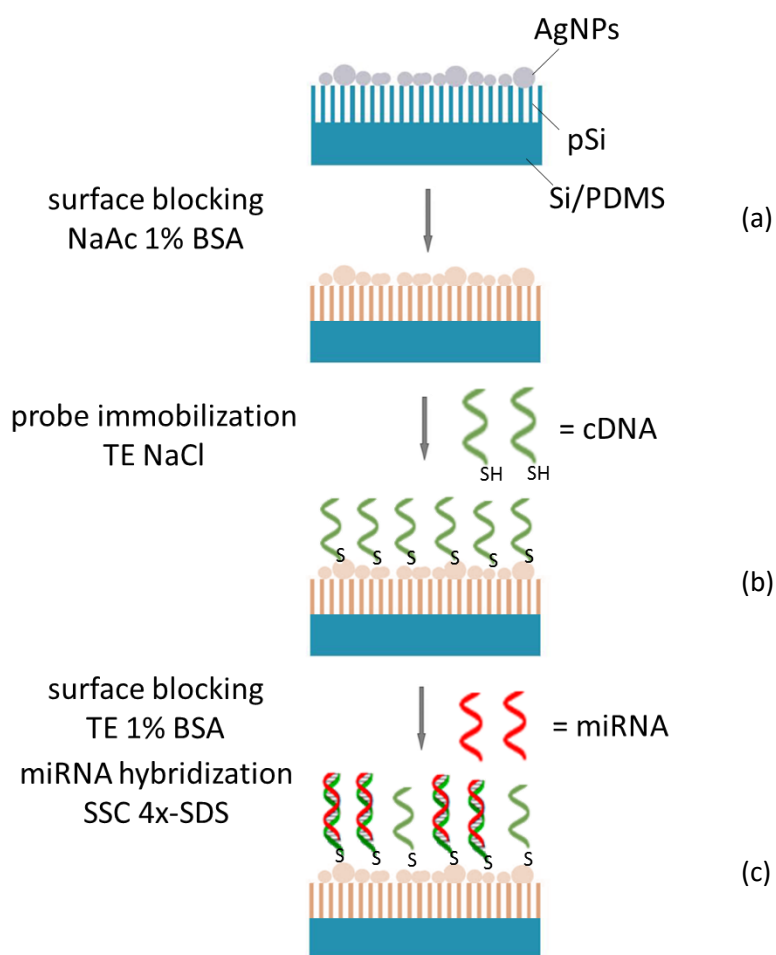 AgNPs
pSi
Si/PDMS
surface blocking
NaAc 1% BSA
(a)
probe immobilization
TE NaCl
= cDNA
SH
SH
S
S
S
S
S
S
(b)
surface blocking
TE 1% BSA
= miRNA
miRNA hybridization
SSC 4x-SDS
S
S
S
S
S
S
(c)